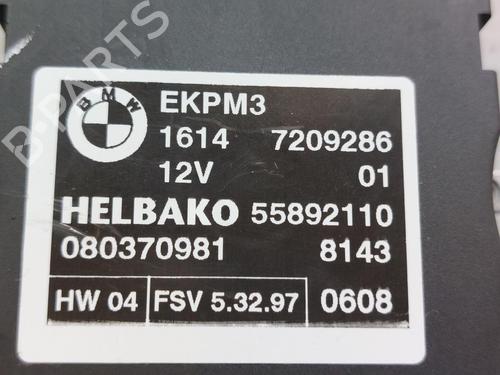 BMW
EKPM3
1614 7209286
12V 01
HELBAKO 55892110
080370981 8143
HW 04 FSV 5.32.97 0608
B-PARTS